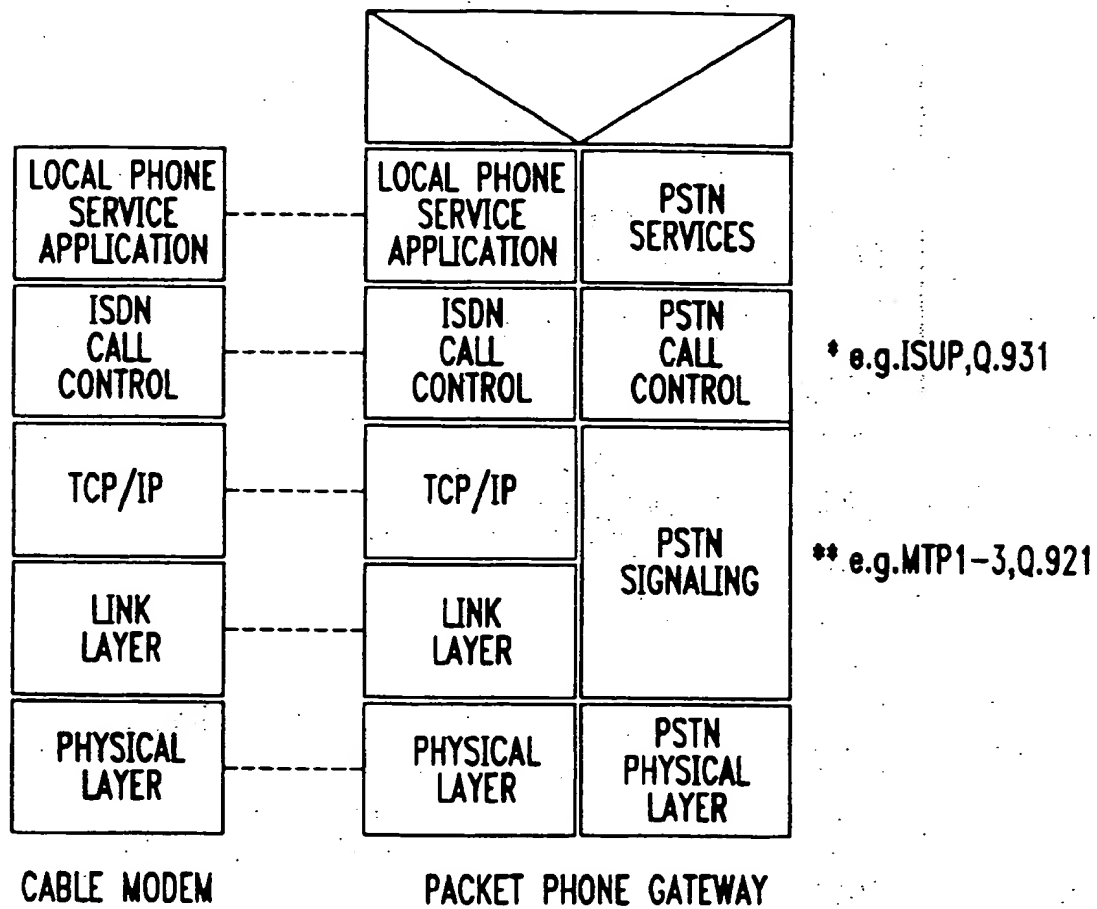 LOCAL PHONE
SERVICE
APPLICATION
LOCAL PHONE
SERVICE
APPLICATION
PSTN
SERVICES
ISDN
CALL
CONTROL
ISDN
CALL
CONTROL
PSTN
CALL
CONTROL
* e.g.ISUP,Q.931
TCP/IP
TCP/IP
PSTN
SIGNALING
** e.g.MTP1-3,Q.921
LINK
LAYER
LINK
LAYER
PHYSICAL
LAYER
PHYSICAL
LAYER
PSTN
PHYSICAL
LAYER
CABLE MODEM
PACKET PHONE GATEWAY